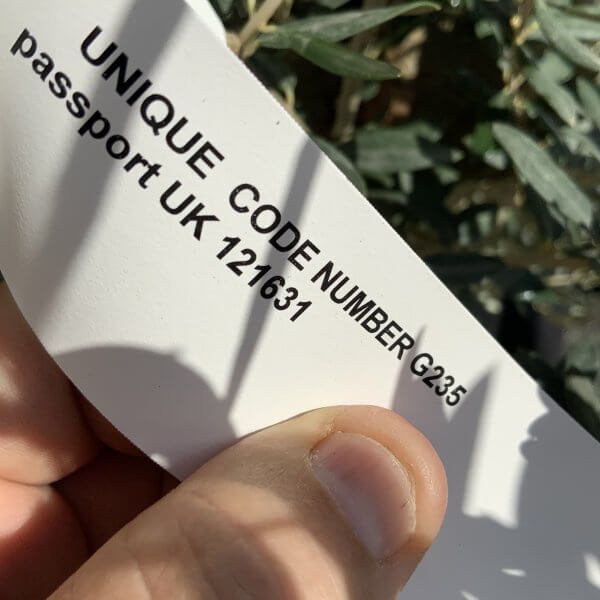 UNIQUE CODE NUMBER G235
passport UK 121631